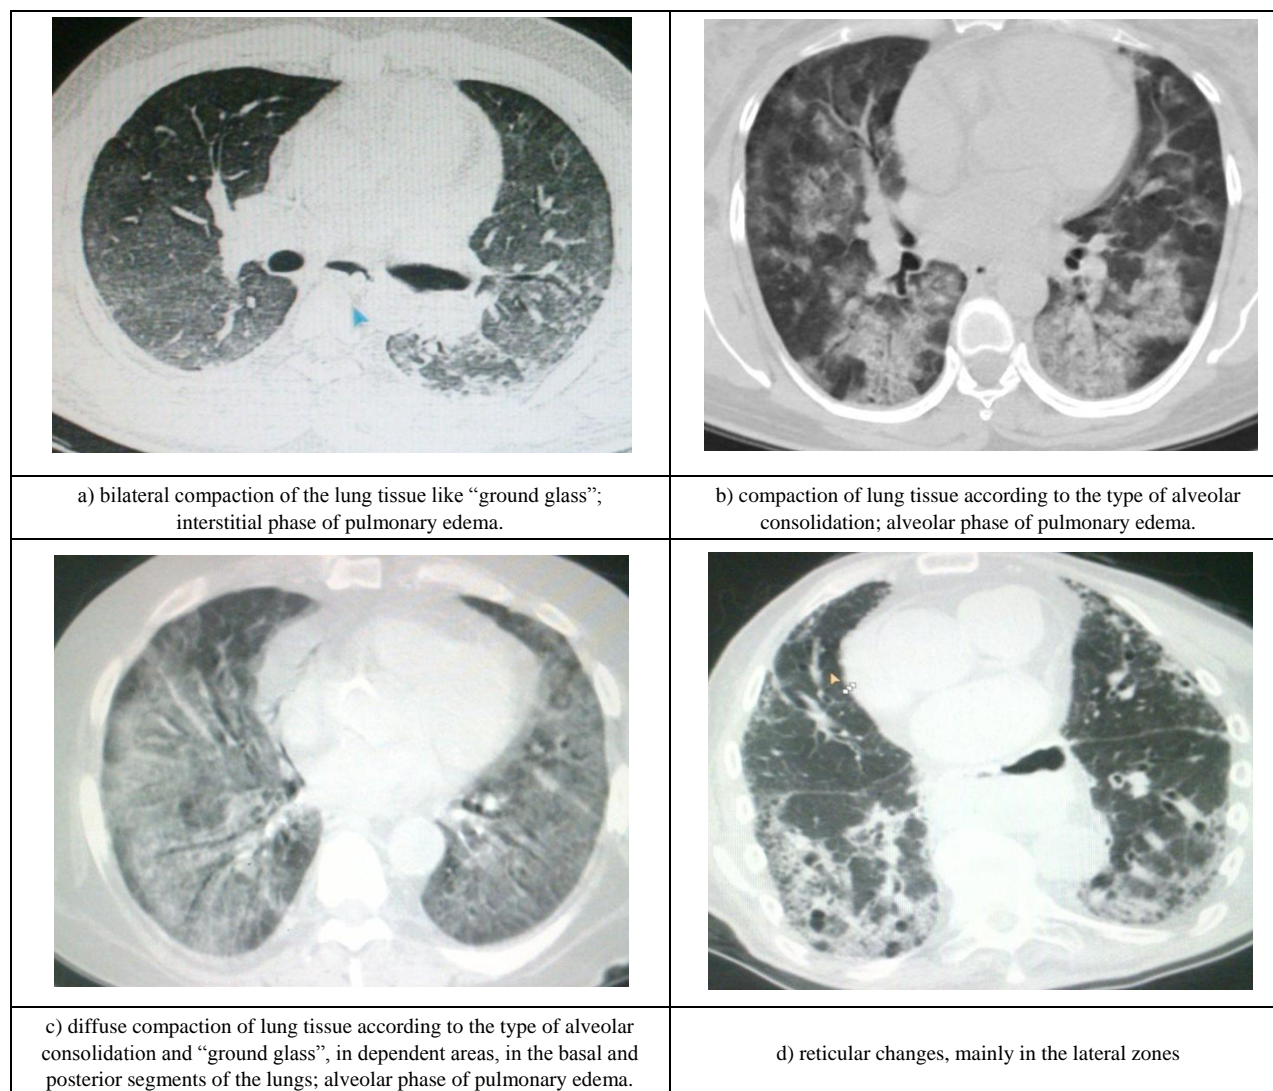 a) bilateral compaction of the lung tissue like “ground glass”;
interstitial phase of pulmonary edema.
b) compaction of lung tissue according to the type of alveolar
consolidation; alveolar phase of pulmonary edema.
c) diffuse compaction of lung tissue according to the type of alveolar
consolidation and “ground glass”, in dependent areas, in the basal and
posterior segments of the lungs; alveolar phase of pulmonary edema.
d) reticular changes, mainly in the lateral zones